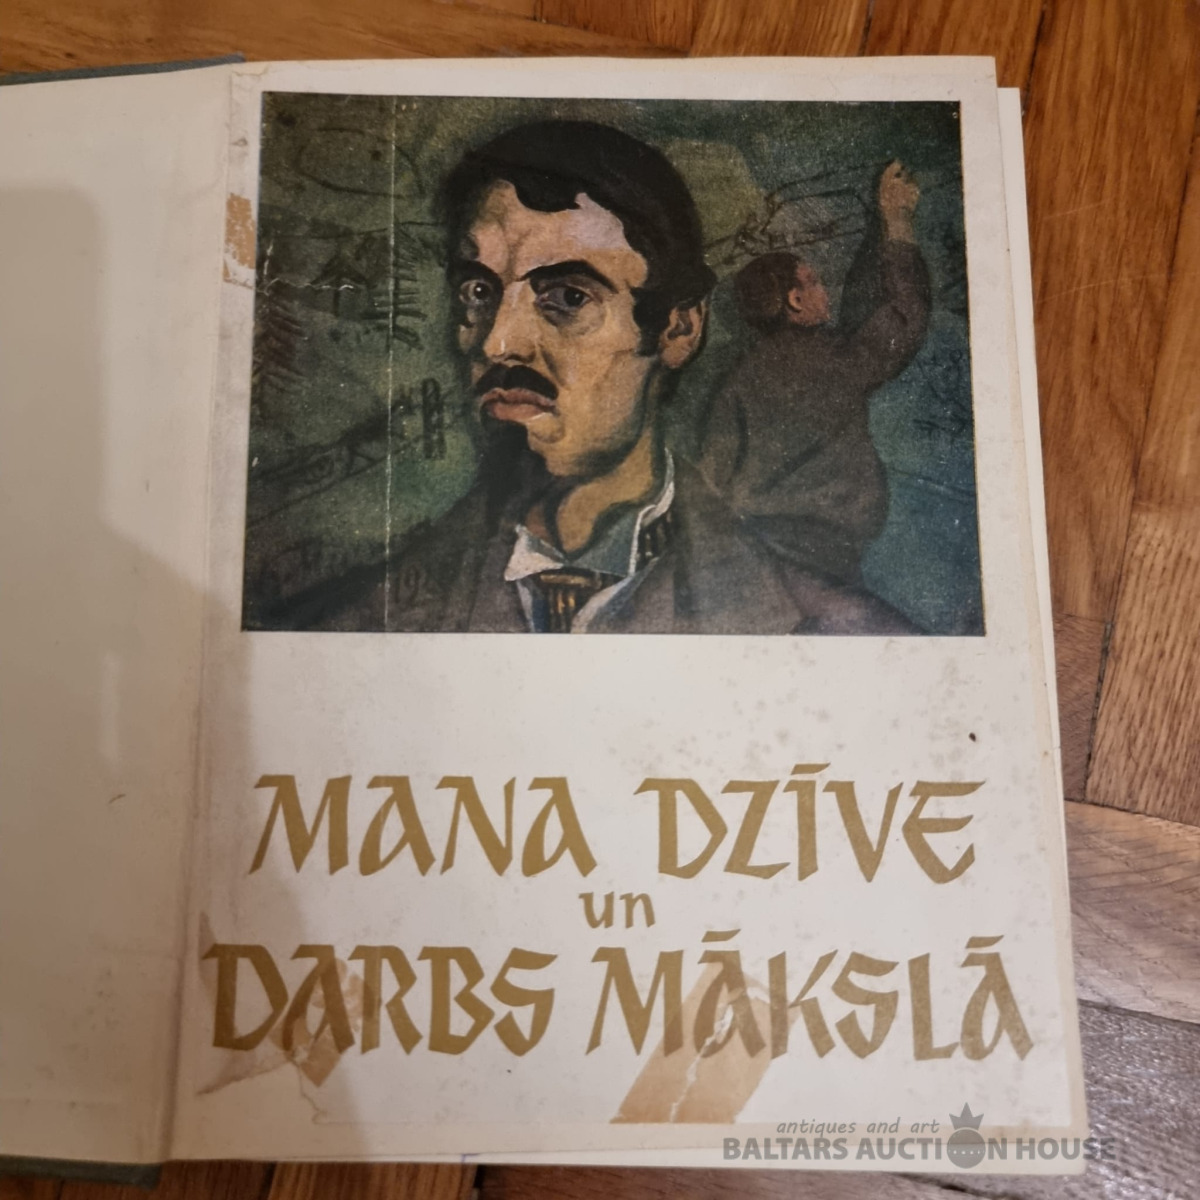 MANA DZĪVE
un
DARBS MĀKSLĀ
antiques and art
BALTARS AUCTION HOUSE